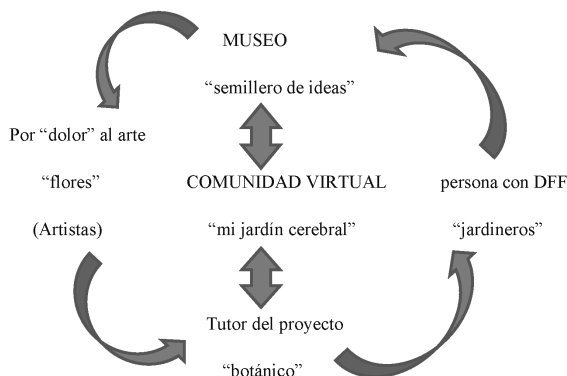 MUSEO
“semillero de ideas”
Por “dolor” al arte
“flores”
(Artistas)
COMUNIDAD VIRTUAL
“mi jardín cerebral”
persona con DFF
“jardineros”
Tutor del proyecto
“botánico”